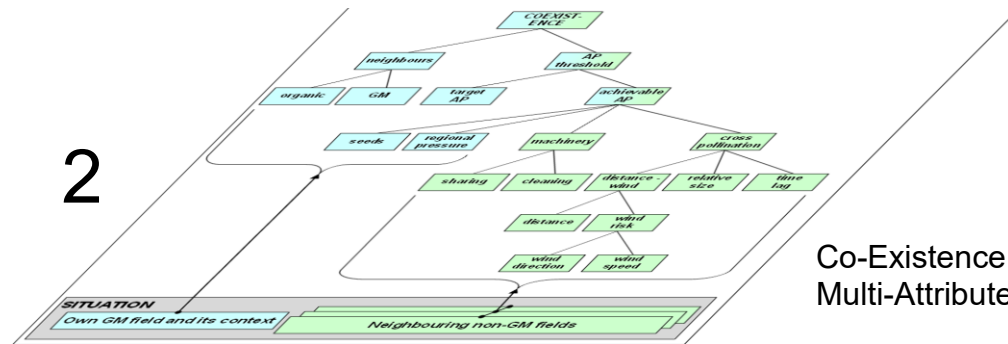 COEXIST-
ENCE
neighbours
AP
threshold
organic
GM
target
AP
achievable
AP
2
seeds
regional
pressure
machinery
cross
pollination
sharing
cleaning
distance -
wind
relative
size
time
lag
distance
wind
risk
wind
direction
wind
speed
Co-Existence
Multi-Attribute
SITUATION
Own GM field and its context
Neighbouring non-GM fields